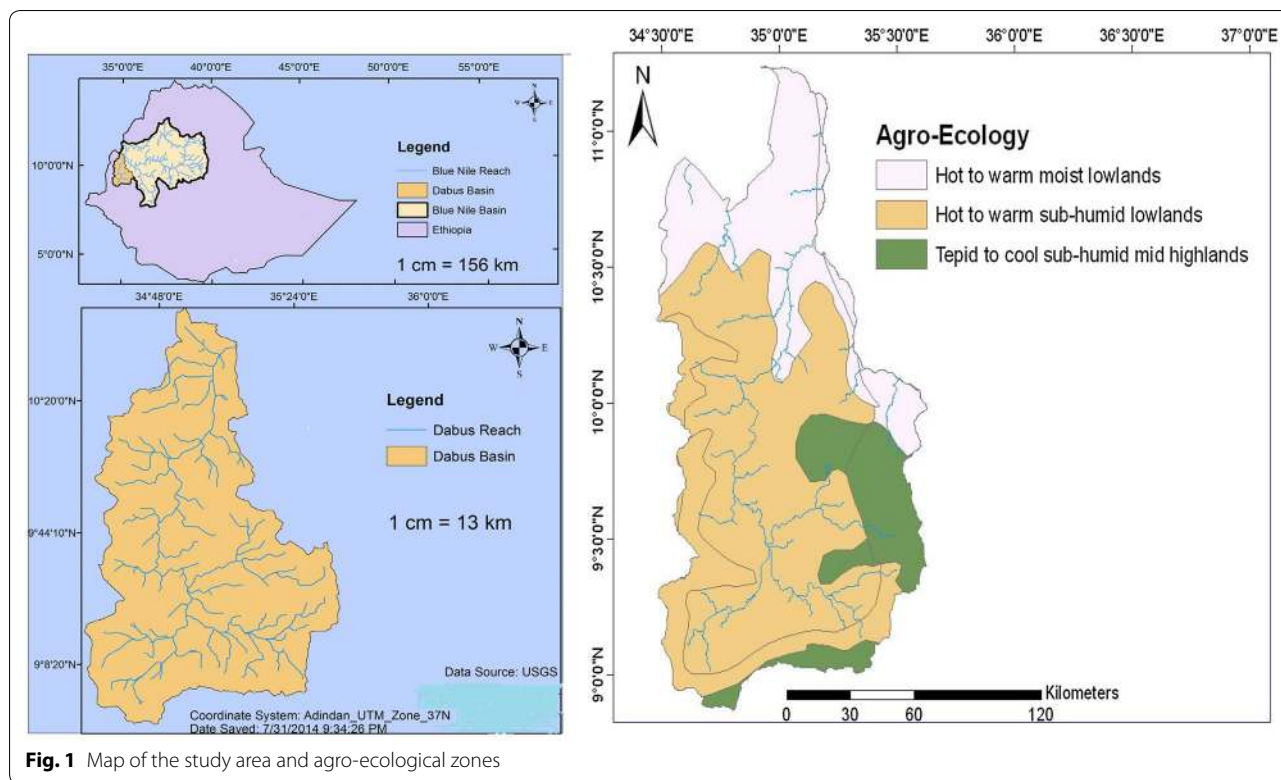 35°0'0"E 40°0'0"E 45°0'0"E 50°0'0"E 55°0'0"E
10°0'0"N
5°0'0"N
N
W E
S
Legend
Blue Nile Reach
Dabus Basin
Blue Nile Basin
Ethiopia
1 cm = 156 km
34°48'0"E 35°24'0"E 36°0'0"E
10°20'0"N
9°44'10"N
9°8'20"N
N
W E
S
Legend
Dabus Reach
Dabus Basin
1 cm = 13 km
Data Source: USGS
Coordinate System: Adindan_UTM_Zone_37N
Date Saved: 7/31/2014 9:34:26 PM
34°30'0"E 35°0'0"E 35°30'0"E 36°0'0"E 36°30'0"E 37°0'0"E
11°0'0"N
10°30'0"N
10°0'0"N
9°30'0"N
9°0'0"N
N
Agro-Ecology
Hot to warm moist lowlands
Hot to warm sub-humid lowlands
Tepid to cool sub-humid mid highlands
Kilometers
0 30 60 120
Fig. 1 Map of the study area and agro-ecological zones